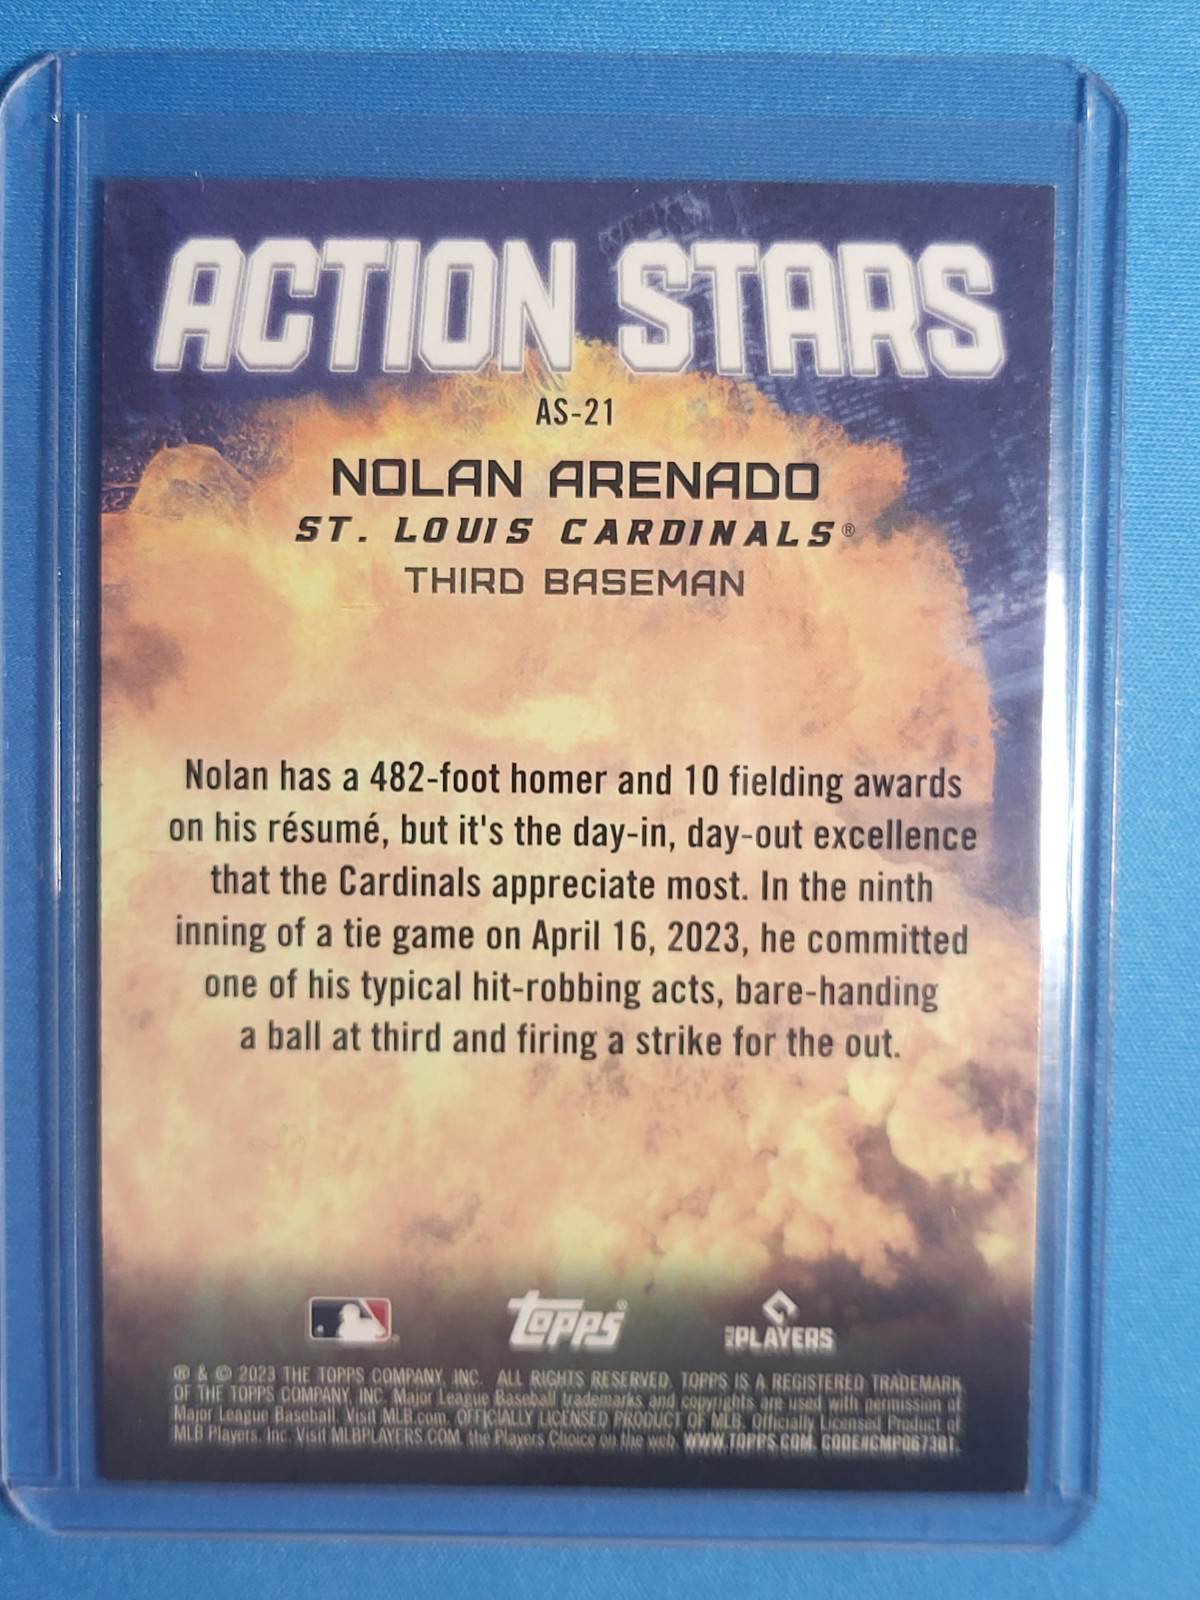 ACTION STARS
AS-21
NOLAN ARENADO
ST. LOUIS CARDINALS®
THIRD BASEMAN
Nolan has a 482-foot homer and 10 fielding awards
on his résumé, but it's the day-in, day-out excellence
that the Cardinals appreciate most. In the ninth
inning of a tie game on April 16, 2023, he committed
one of his typical hit-robbing acts, bare-handing
a ball at third and firing a strike for the out.
topps®
PLAYERS
® & © 2023 THE TOPPS COMPANY, INC. ALL RIGHTS RESERVED. TOPPS IS A REGISTERED TRADEMARK
OF THE TOPPS COMPANY, INC. Major League Baseball trademarks and copyrights are used with permission of
Major League Baseball. Visit MLB.com. OFFICIALLY LICENSED PRODUCT OF MLB. Officially Licensed Product of
MLB Players, Inc. Visit MLBPLAYERS.COM, the Players Choice on the web. WWW.TOPPS.COM. CODE#CMP067301.